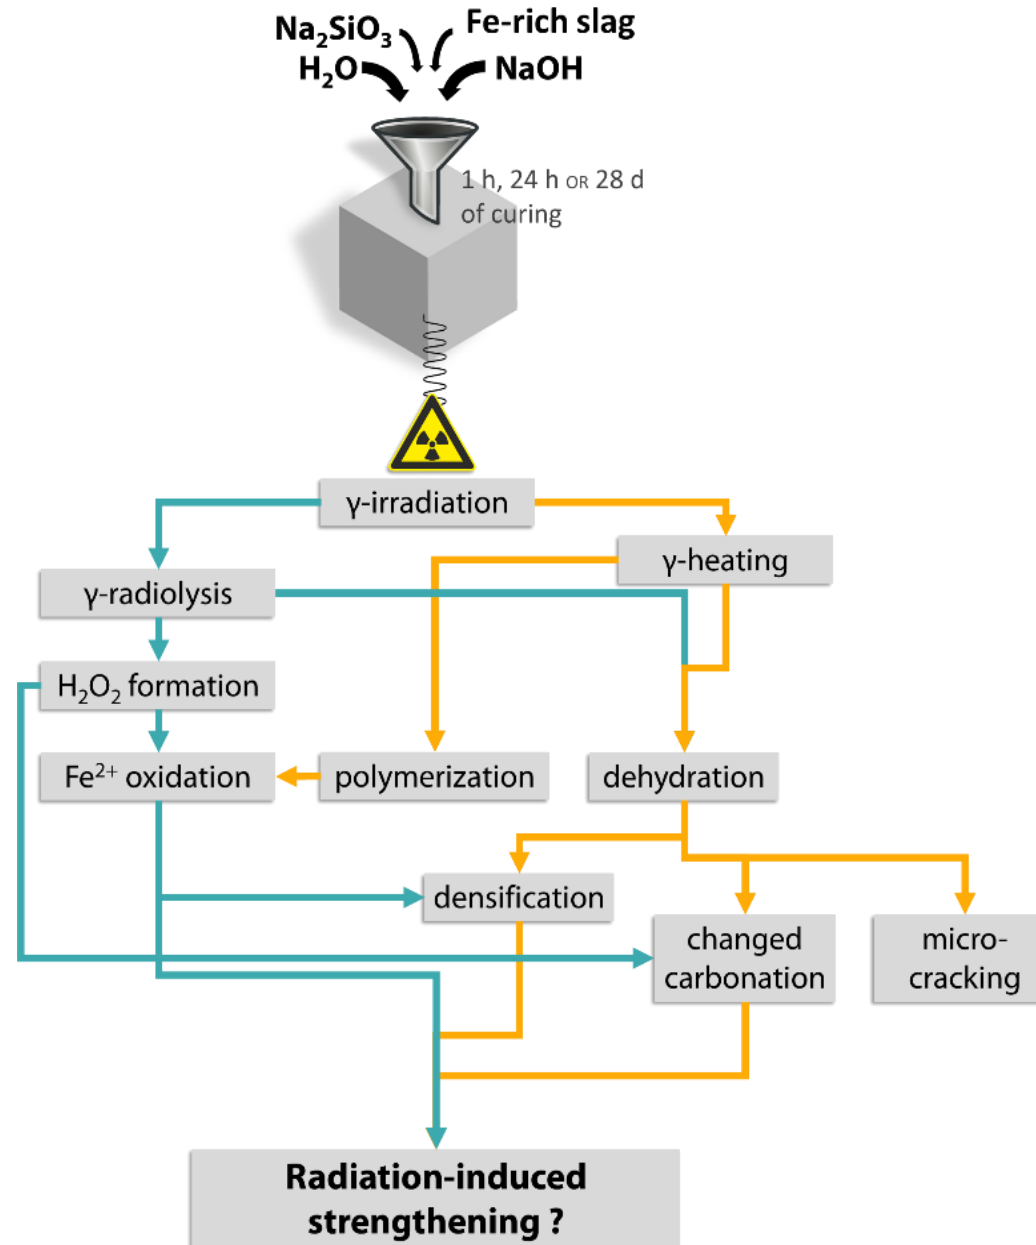 Na₂SiO₃
Fe-rich slag
H₂O
NaOH
1 h, 24 h OR 28 d
of curing
γ-irradiation
γ-heating
γ-radiolysis
H₂O₂ formation
Fe²⁺ oxidation
polymerization
dehydration
densification
changed
carbonation
micro-
cracking
Radiation-induced
strengthening ?